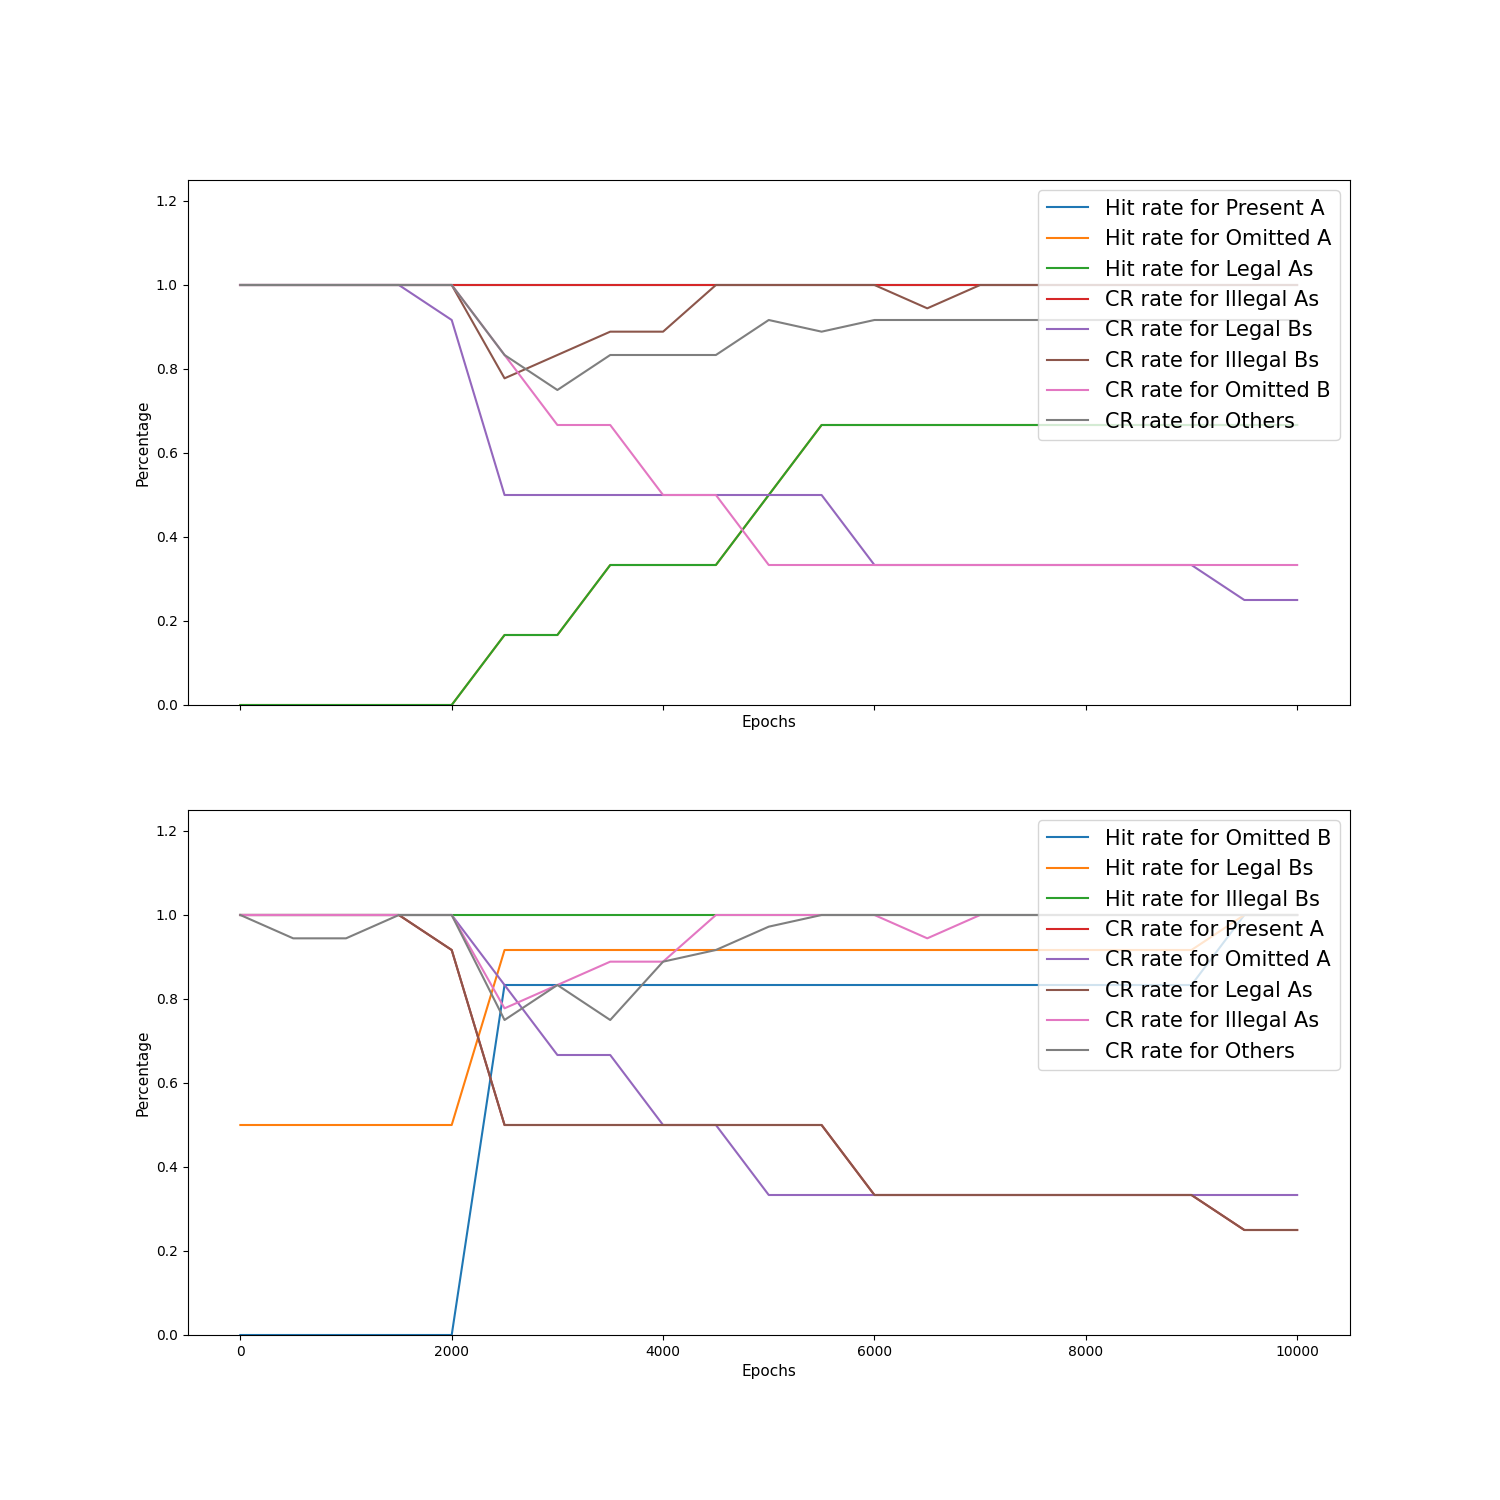 1.2
1.0
0.8
0.6
0.4
0.2
0.0
Percentage
Epochs
Hit rate for Present A
Hit rate for Omitted A
Hit rate for Legal As
CR rate for Illegal As
CR rate for Legal Bs
CR rate for Illegal Bs
CR rate for Omitted B
CR rate for Others
1.2
1.0
0.8
0.6
0.4
0.2
0.0
Percentage
0 2000 4000 6000 8000 10000
Epochs
Hit rate for Omitted B
Hit rate for Legal Bs
Hit rate for Illegal Bs
CR rate for Present A
CR rate for Omitted A
CR rate for Legal As
CR rate for Illegal As
CR rate for Others